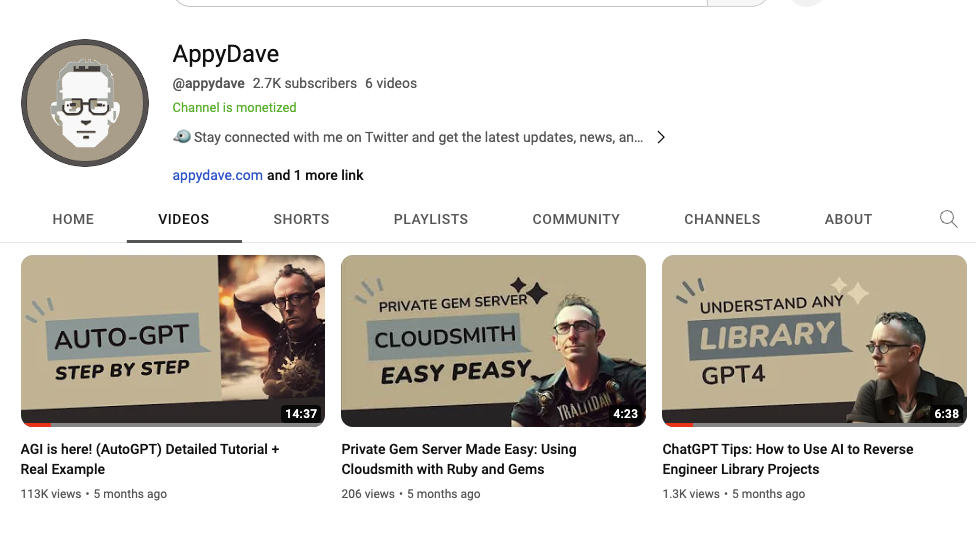 AppyDave
@appydave 2.7K subscribers 6 videos
Channel is monetized
Stay connected with me on Twitter and get the latest updates, news, an...
appydave.com and 1 more link
HOME VIDEOS SHORTS PLAYLISTS COMMUNITY CHANNELS ABOUT
AUTO-GPT
STEP BY STEP
14:37
PRIVATE GEM SERVER
CLOUDSMITH
EASY PEASY
4:23
UNDERSTAND ANY
LIBRARY
GPT4
6:38
AGI is here! (AutoGPT) Detailed Tutorial +
Real Example
113K views • 5 months ago
Private Gem Server Made Easy: Using
Cloudsmith with Ruby and Gems
206 views • 5 months ago
ChatGPT Tips: How to Use AI to Reverse
Engineer Library Projects
1.3K views • 5 months ago